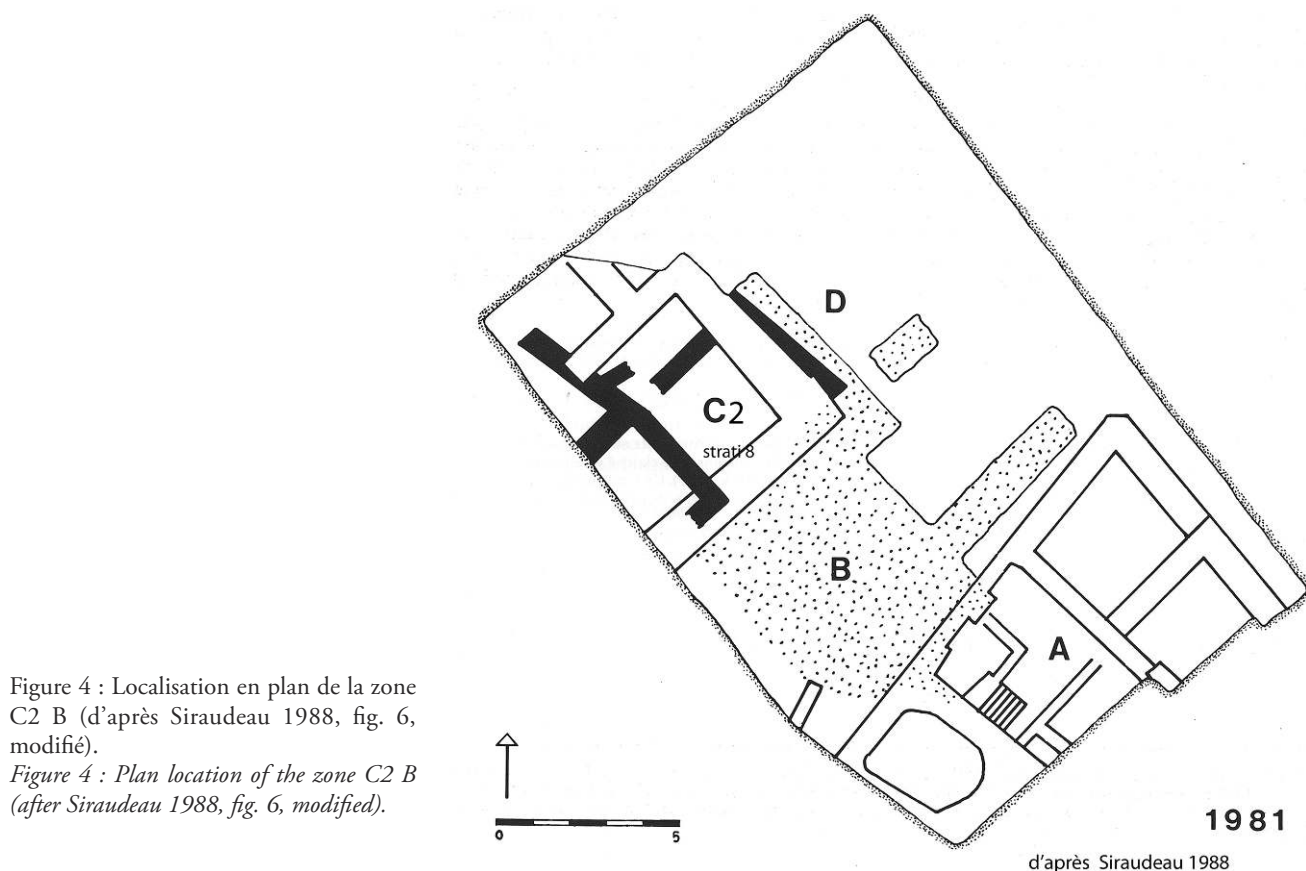 D
C2
strati 8
B
A
0 5
1981
d'après Siraudeau 1988
Figure 4 : Localisation en plan de la zone
C2 B (d'après Siraudeau 1988, fig. 6,
modifié).
Figure 4 : Plan location of the zone C2 B
(after Siraudeau 1988, fig. 6, modified).